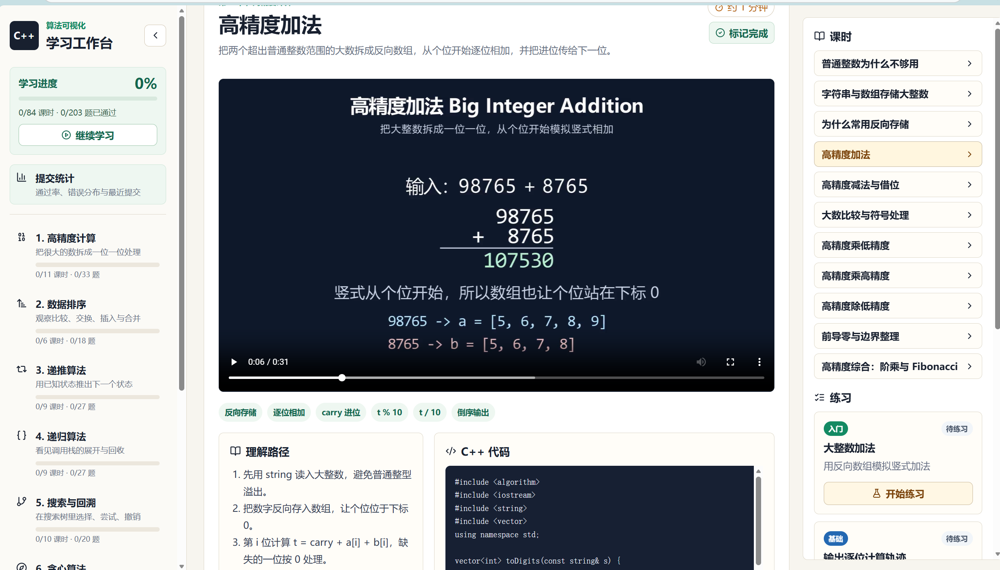 C++
算法可视化
学习工作台
学习进度
0%
0/84 课时 · 0/203 题已通过
继续学习
提交统计
通过率、错误分布与最近提交
1. 高精度计算
把很大的数拆成一位一位处理
0/11 课时 · 0/33 题
2. 数据排序
观察比较、交换、插入与合并
0/6 课时 · 0/18 题
3. 递推算法
用已知状态推出下一个状态
0/9 课时 · 0/27 题
4. 递归算法
看见调用栈的展开与回收
0/9 课时 · 0/27 题
5. 搜索与回溯
在搜索树里选择、尝试、撤销
0/10 课时 · 0/20 题
6. 贪心算法
高精度加法
约 1 分钟
标记完成
把两个超出普通整数范围的大数拆成反向数组，从个位开始逐位相加，并把进位传给下一位。
高精度加法 Big Integer Addition
把大整数拆成一位一位，从个位开始模拟竖式相加
输入：98765 + 8765
98765
+ 8765
107530
竖式从个位开始，所以数组也让个位站在下标 0
98765 -> a = [5, 6, 7, 8, 9]
8765 -> b = [5, 6, 7, 8]
0:06 / 0:31
反向存储
逐位相加
carry 进位
t % 10
t / 10
倒序输出
理解路径
1. 先用 string 读入大整数，避免普通整型
溢出。
2. 把数字反向存入数组，让个位位于下标
0。
3. 第 i 位计算 t = carry + a[i] + b[i]，缺
失的一位按 0 处理。
C++ 代码
#include <algorithm>
#include <iostream>
#include <string>
#include <vector>
using namespace std;
vector<int> toDigits(const string& s) {
课时
普通整数为什么不够用
字符串与数组存储大整数
为什么常用反向存储
高精度加法
高精度减法与借位
大数比较与符号处理
高精度乘低精度
高精度乘高精度
高精度除低精度
前导零与边界整理
高精度综合：阶乘与 Fibonacci
练习
入门
待练习
大整数加法
用反向数组模拟竖式加法
开始练习
基础
待练习
输出逐位计算轨迹